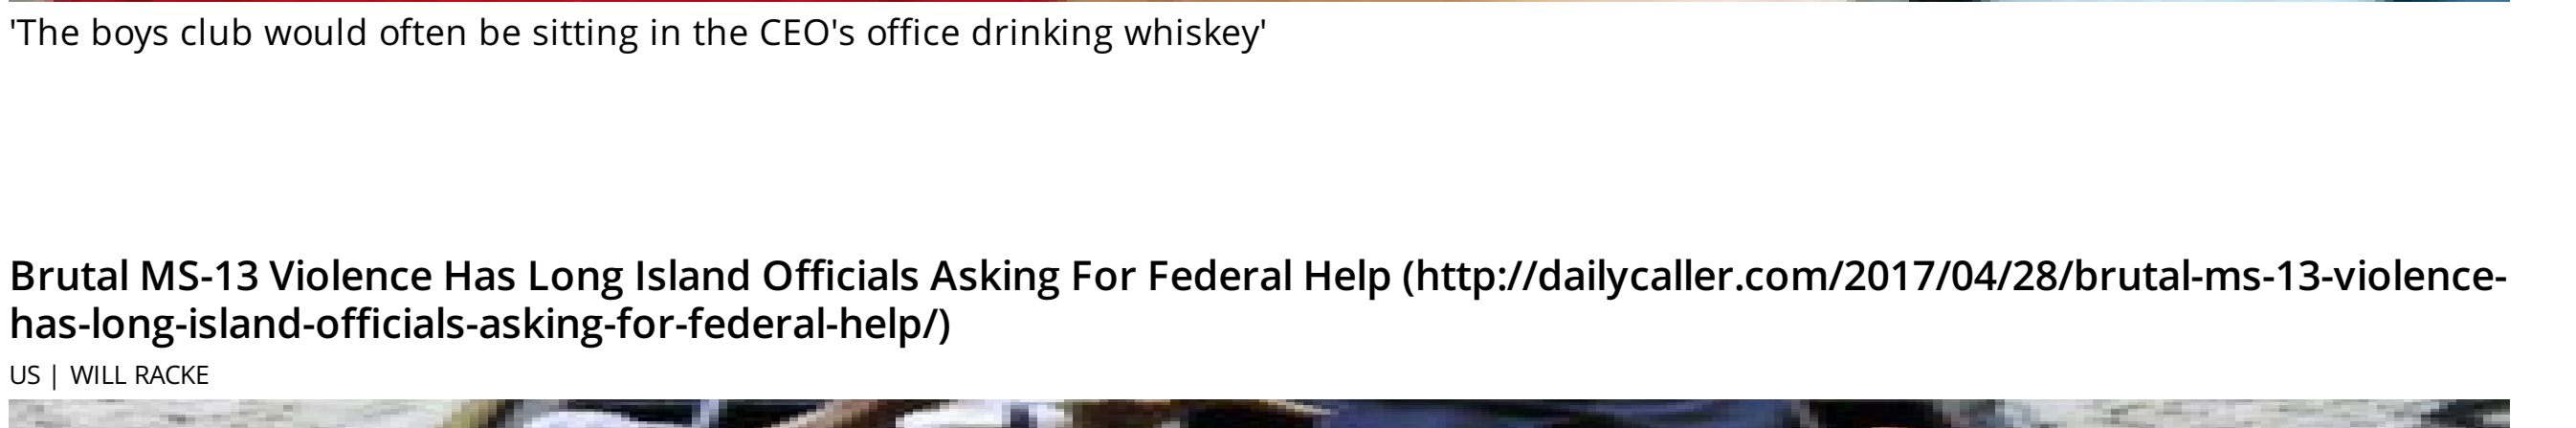 'The boys club would often be sitting in the CEO's office drinking whiskey'
Brutal MS-13 Violence Has Long Island Officials Asking For Federal Help (http://dailycaller.com/2017/04/28/brutal-ms-13-violence-
has-long-island-officials-asking-for-federal-help/)
US | WILL RACKE